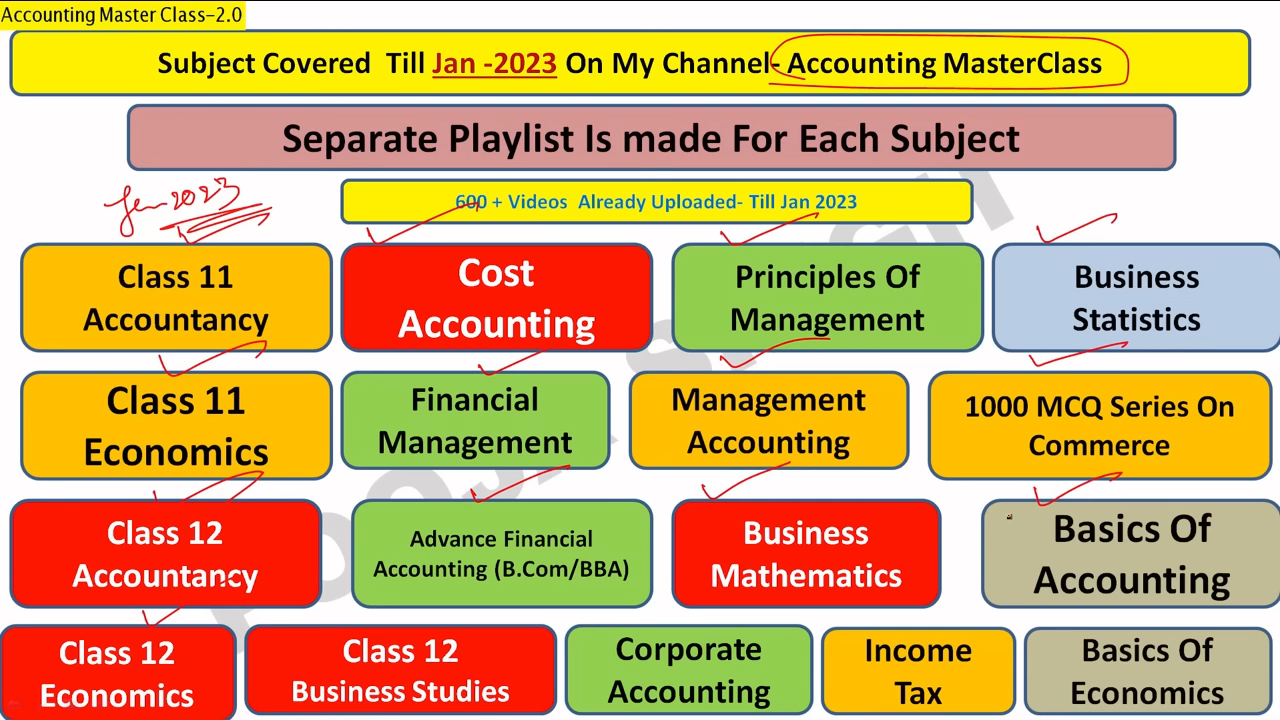 Accounting Master Class-2.0
Subject Covered Till Jan -2023 On My Channel- Accounting MasterClass
Separate Playlist Is made For Each Subject
Jan 2023
600 + Videos Already Uploaded- Till Jan 2023
Class 11
Accountancy
Cost
Accounting
Principles Of
Management
Business
Statistics
Class 11
Economics
Financial
Management
Management
Accounting
1000 MCQ Series On
Commerce
Class 12
Accountancy
Advance Financial
Accounting (B.Com/BBA)
Business
Mathematics
Basics Of
Accounting
Class 12
Economics
Class 12
Business Studies
Corporate
Accounting
Income
Tax
Basics Of
Economics